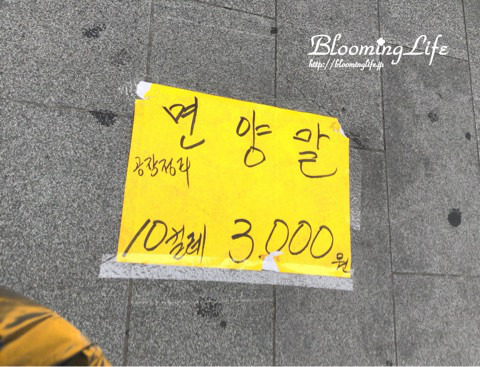 BloomingLife
http://bloominglife.jp
면 양말
공장정리
10켤레 3.000원